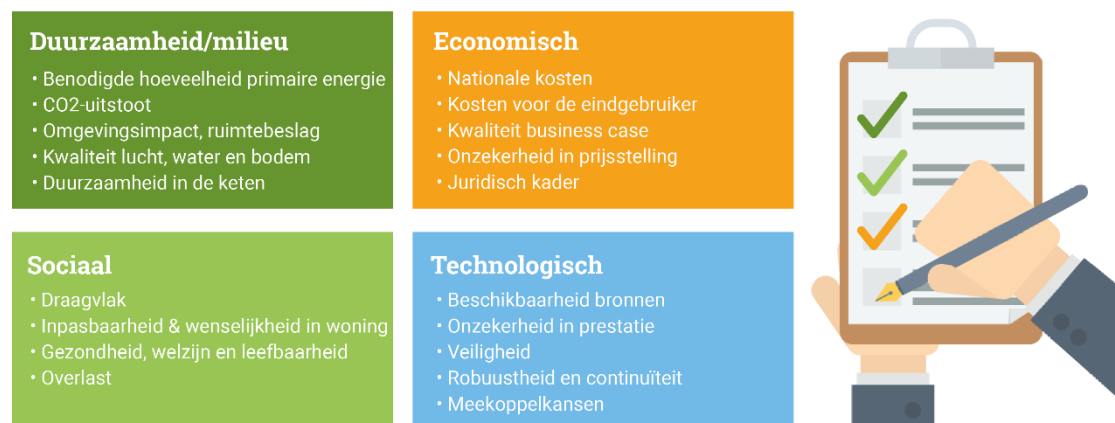 Duurzaamheid/milieu
• Benodigde hoeveelheid primaire energie
• CO2-uitstoot
• Omgevingsimpact, ruimtebeslag
• Kwaliteit lucht, water en bodem
• Duurzaamheid in de keten
Economisch
• Nationale kosten
• Kosten voor de eindgebruiker
• Kwaliteit business case
• Onzekerheid in prijsstelling
• Juridisch kader
Sociaal
• Draagvlak
• Inpasbaarheid & wenselijkheid in woning
• Gezondheid, welzijn en leefbaarheid
• Overlast
Technologisch
• Beschikbaarheid bronnen
• Onzekerheid in prestatie
• Veiligheid
• Robuustheid en continuïteit
• Meekoppelkansen